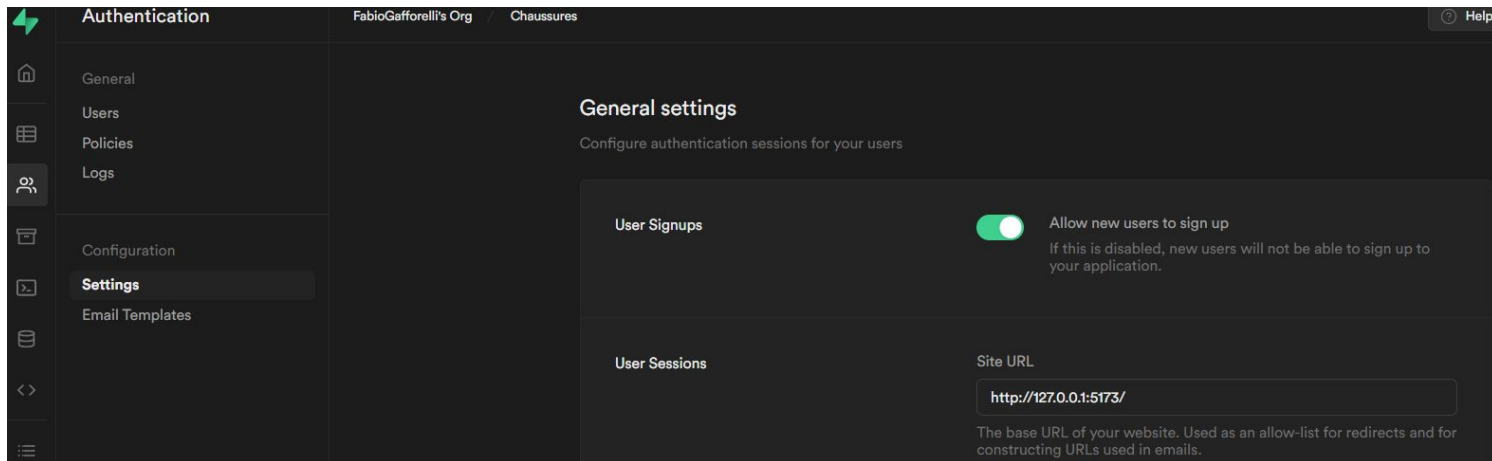 Authentication
FabioGafforelli's Org / Chaussures
Help
General
Users
Policies
Logs
Configuration
Settings
Email Templates
General settings
Configure authentication sessions for your users
User Signups
Allow new users to sign up
If this is disabled, new users will not be able to sign up to
your application.
User Sessions
Site URL
http://127.0.0.1:5173/
The base URL of your website. Used as an allow-list for redirects and for
constructing URLs used in emails.